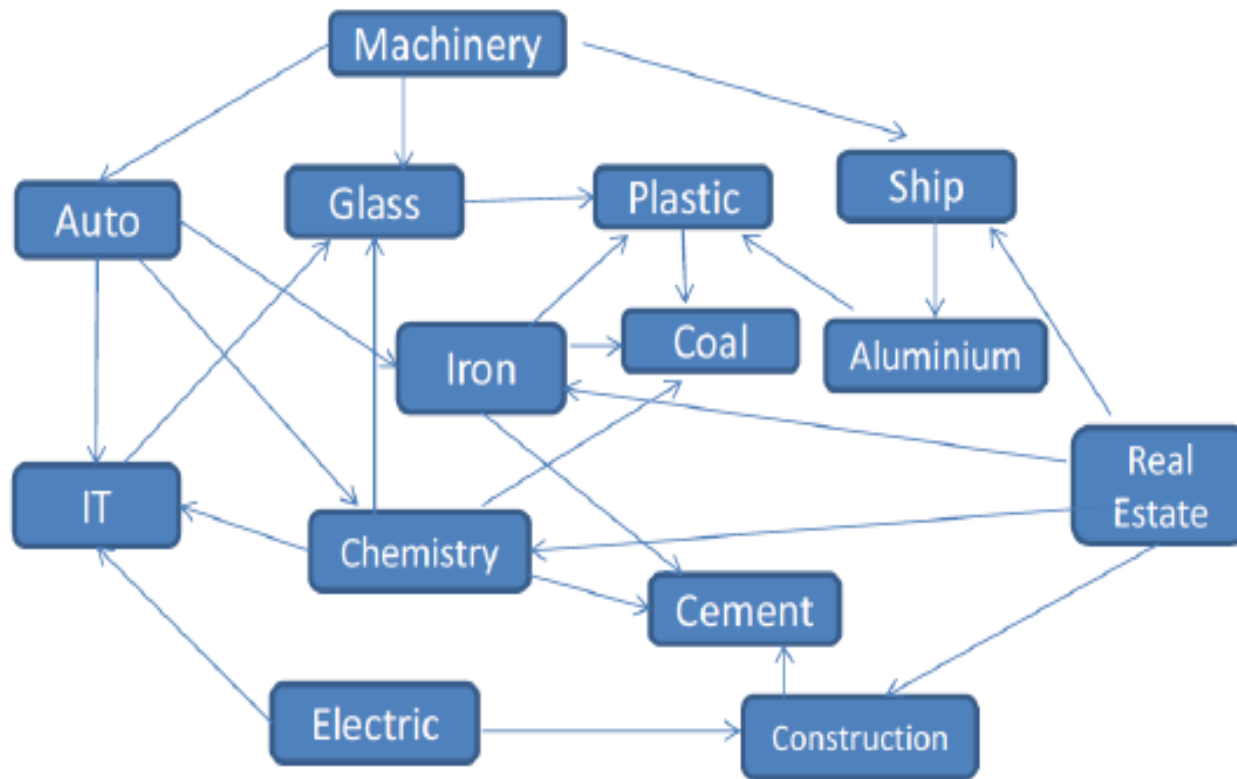 Machinery
Auto
Glass
Plastic
Ship
Iron
Coal
Aluminium
IT
Chemistry
Real
Estate
Cement
Electric
Construction